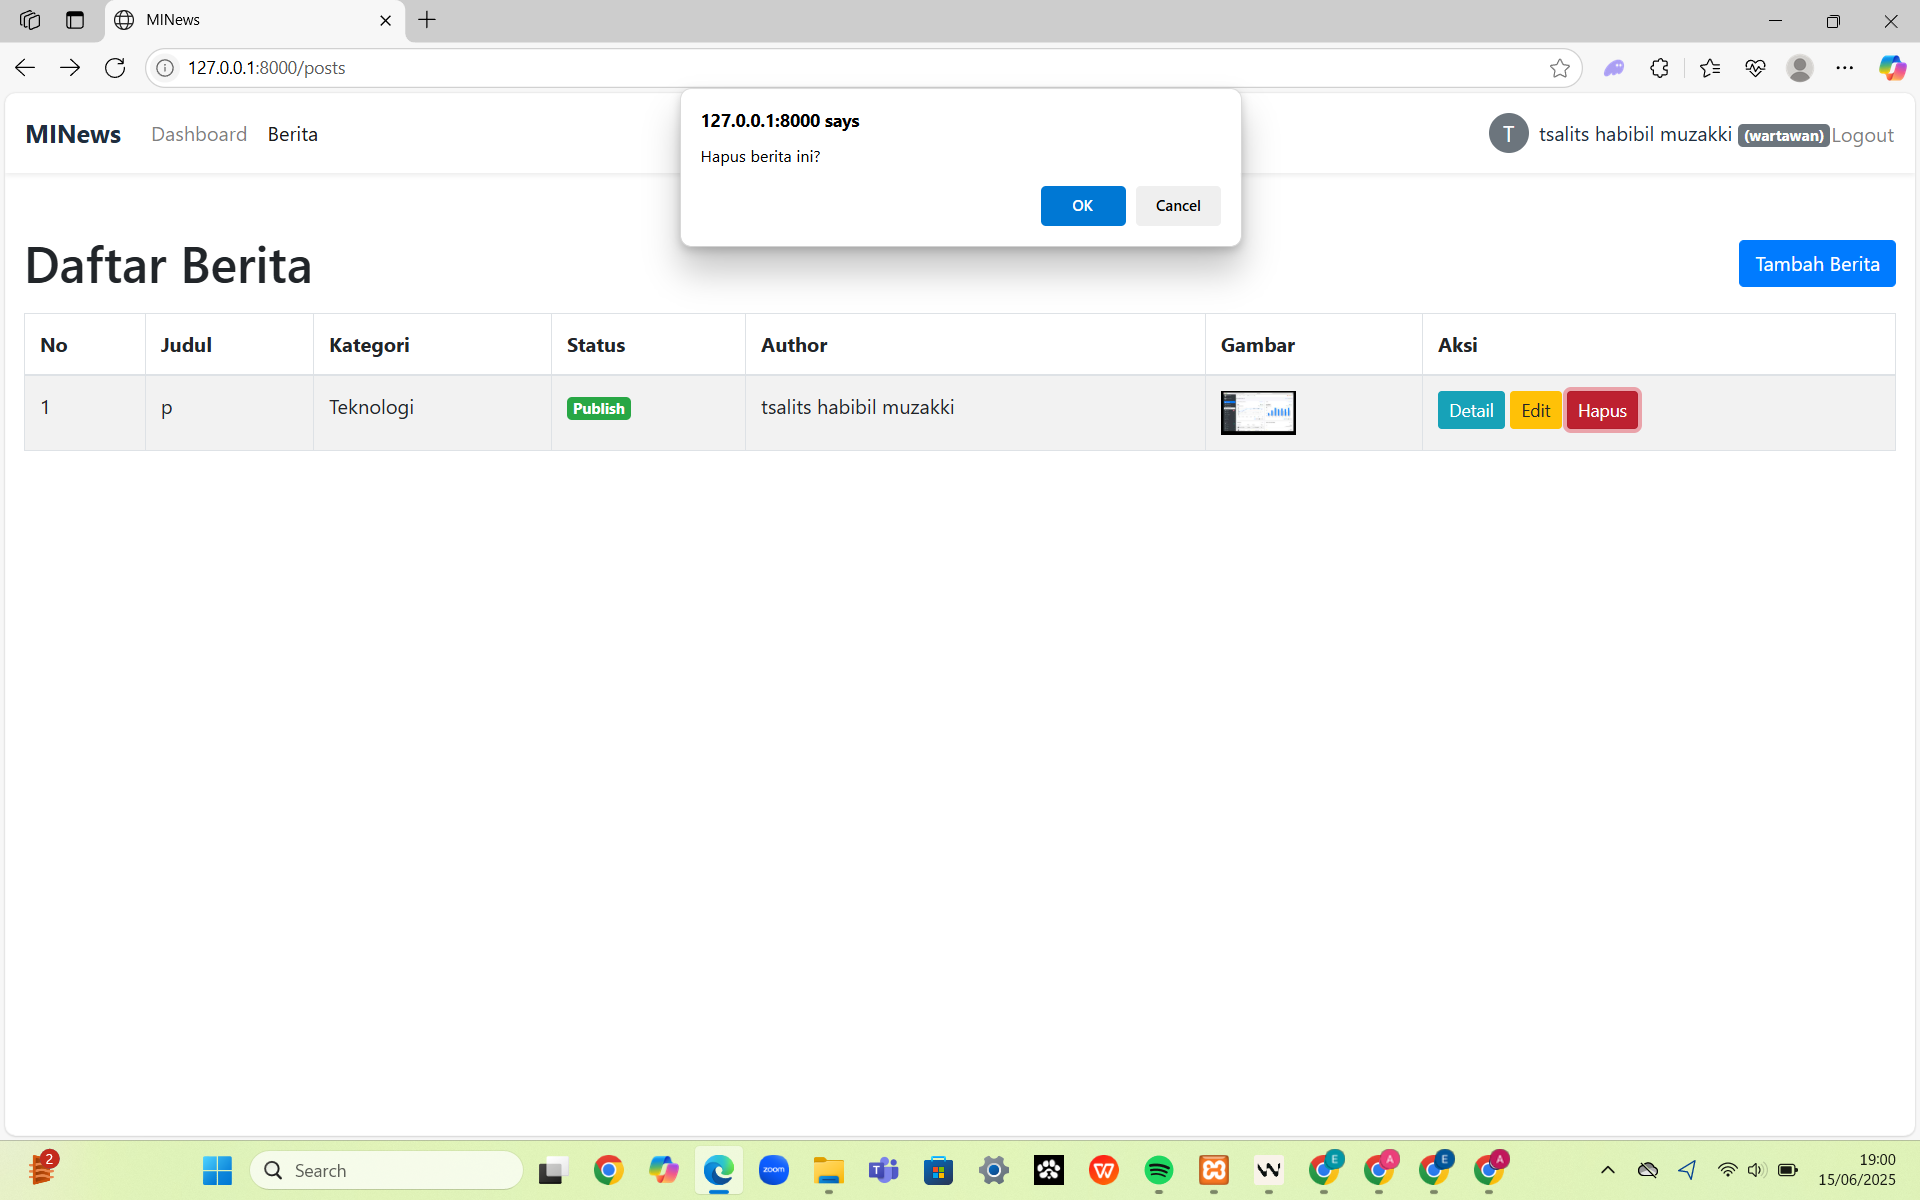 MINews
127.0.0.1:8000/posts
127.0.0.1:8000 says
Hapus berita ini?
OK
Cancel
MINews
Dashboard
Berita
T
tsalits habibil muzakki (wartawan) Logout
Daftar Berita
Tambah Berita
No Judul Kategori Status Author Gambar Aksi
1 p Teknologi Publish tsalits habibil muzakki Detail Edit Hapus
2
Search
zoom
T
W
E
A
E
A
19:00
15/06/2025